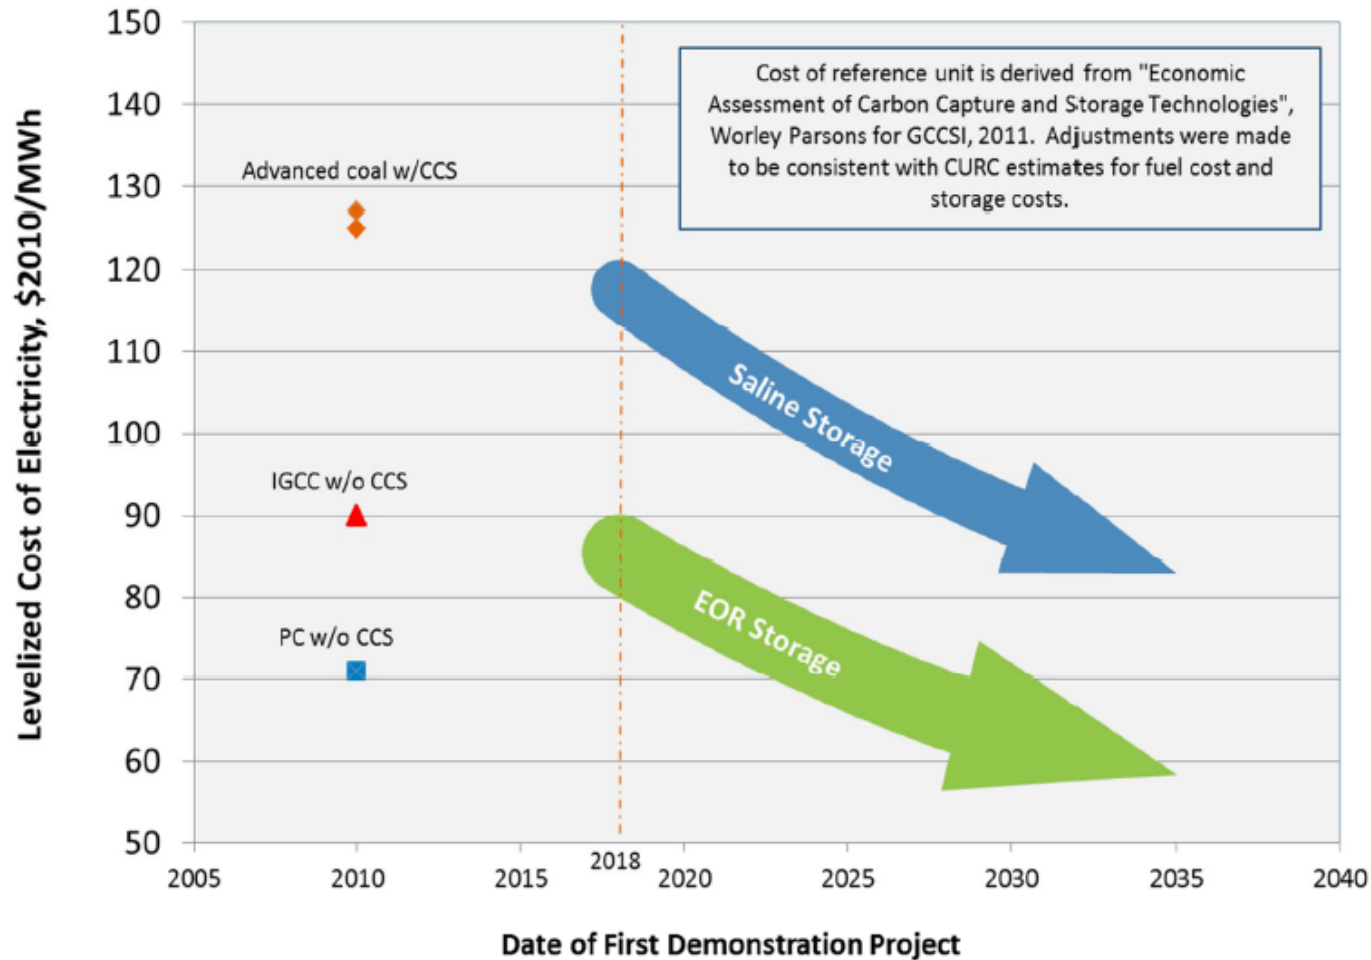 Levelized Cost of Electricity, $2010/MWh
150
140
130
120
110
100
90
80
70
60
50
Cost of reference unit is derived from "Economic
Assessment of Carbon Capture and Storage Technologies",
Worley Parsons for GCCSI, 2011. Adjustments were made
to be consistent with CURC estimates for fuel cost and
storage costs.
Advanced coal w/CCS
Saline Storage
IGCC w/o CCS
EOR Storage
PC w/o CCS
2005
2010
2015
2018
2020
2025
2030
2035
2040
Date of First Demonstration Project